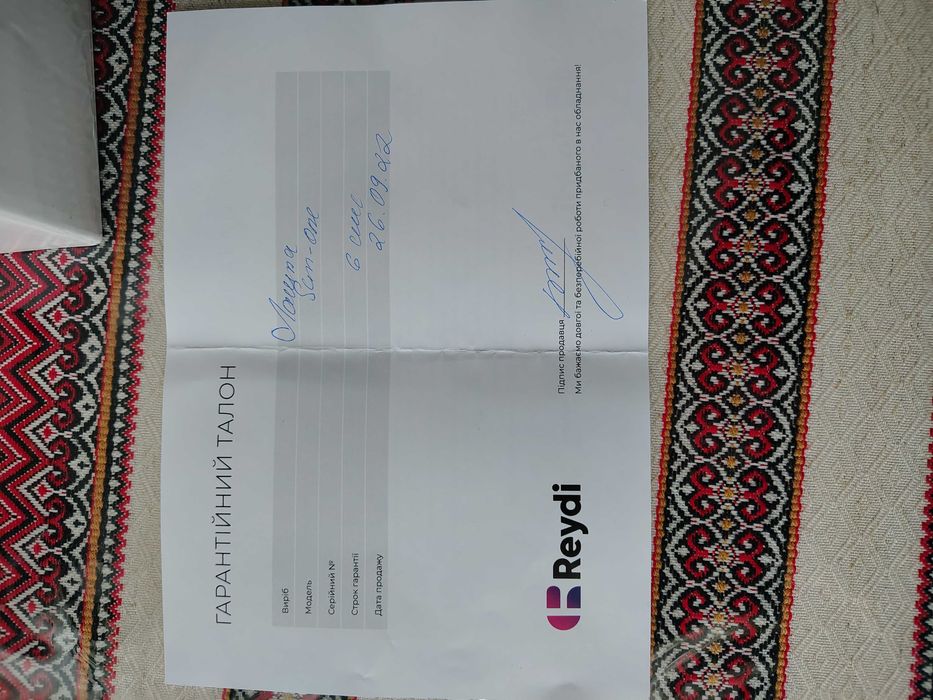 ГАРАНТІЙНИЙ ТАЛОН
Виріб Лампа
Модель Sun-one
Серійний №
Строк гарантії 6 міс
Дата продажу 26.09.22
Підпис продавця
Ми бажаємо довгої та безперебійної роботи придбаного в нас обладнання!
Reydi